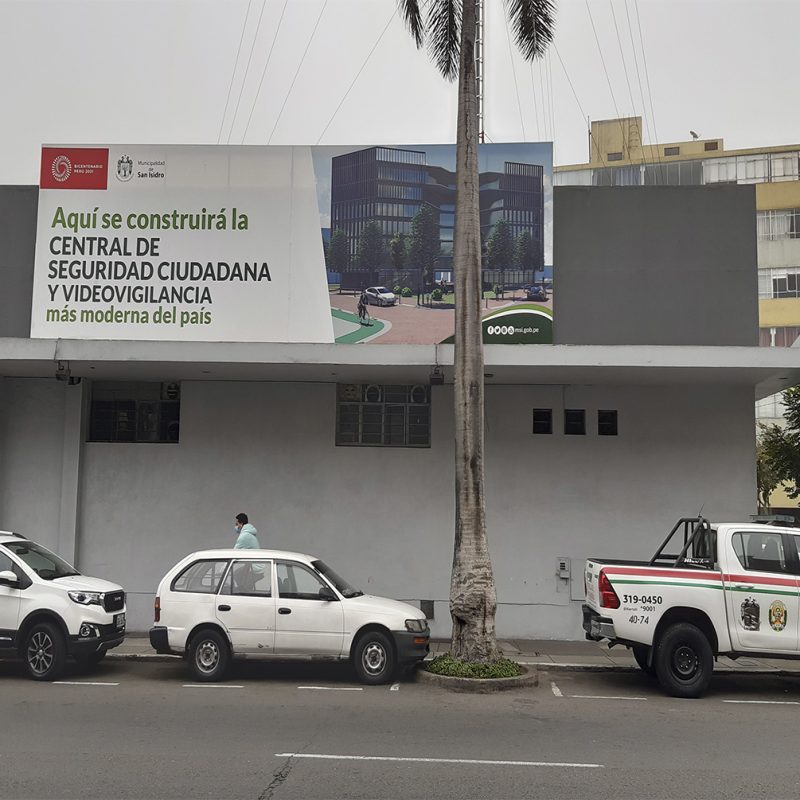 BICENTENARIO
PERÚ 2021
Municipalidad
de
San Isidro
Aquí se construirá la
CENTRAL DE
SEGURIDAD CIUDADANA
Y VIDEOVIGILANCIA
más moderna del país
msi.gob.pe
319-0450
*9001
40-74